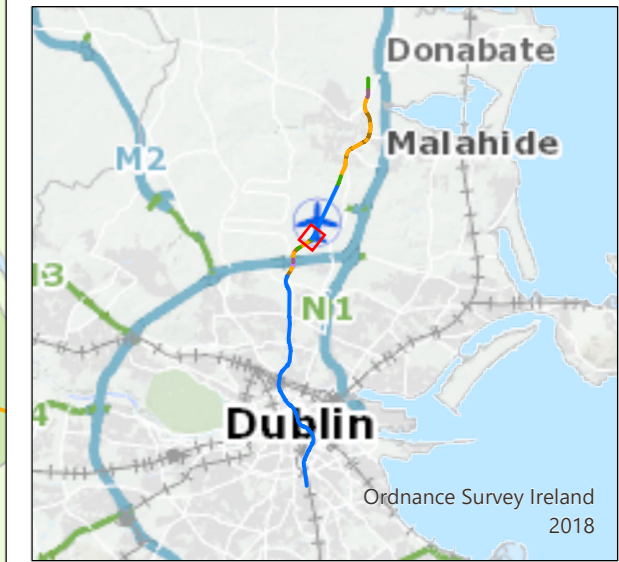 Donabate
Malahide
M2
N1
Dublin
Ordnance Survey Ireland
2018